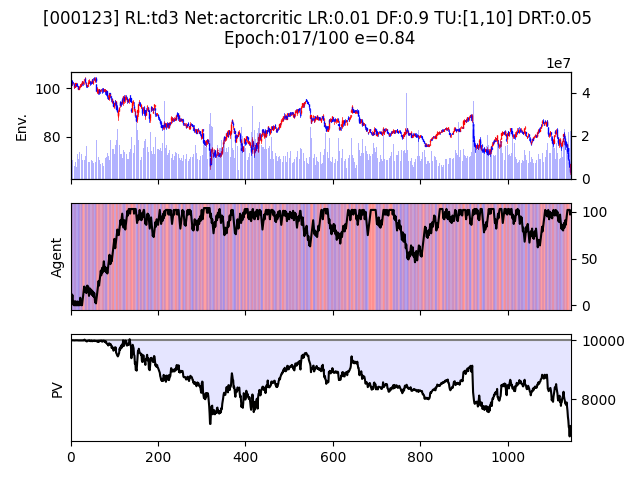 [000123] RL:td3 Net:actorcritic LR:0.01 DF:0.9 TU:[1,10] DRT:0.05
Epoch:017/100 e=0.84
1e7
Env.
100
80
4
2
0
Agent
100
50
0
PV
10000
8000
0 200 400 600 800 1000